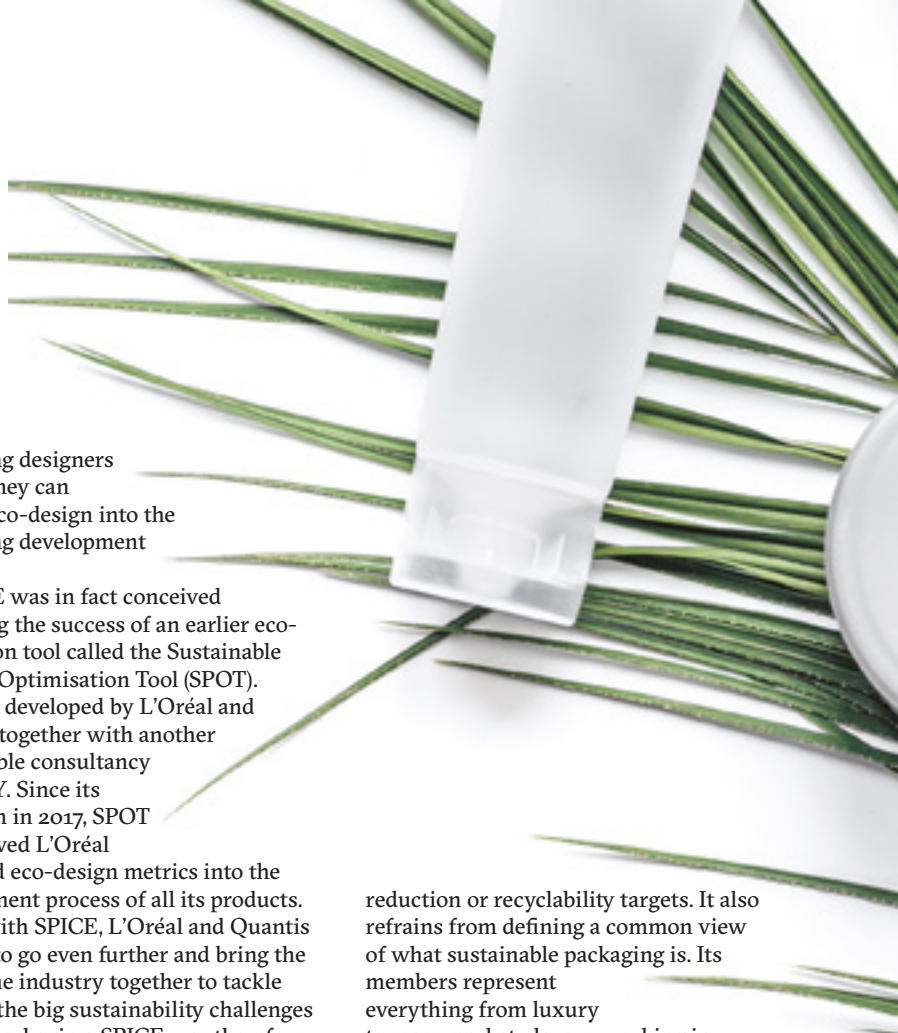 designers
can
into the
development
was in fact conceived
the success of an earlier eco-
tool called the Sustainable
Optimisation Tool (SPOT).
developed by L’Oréal and
together with another
consultancy
Since its
in 2017, SPOT
L’Oréal
eco-design metrics into the
process of all its products.
SPICE, L’Oréal and Quantis
go even further and bring the
industry together to tackle
the big sustainability challenges
reduction or recyclability targets. It also
refrains from defining a common view
of what sustainable packaging is. Its
members represent
everything from luxury